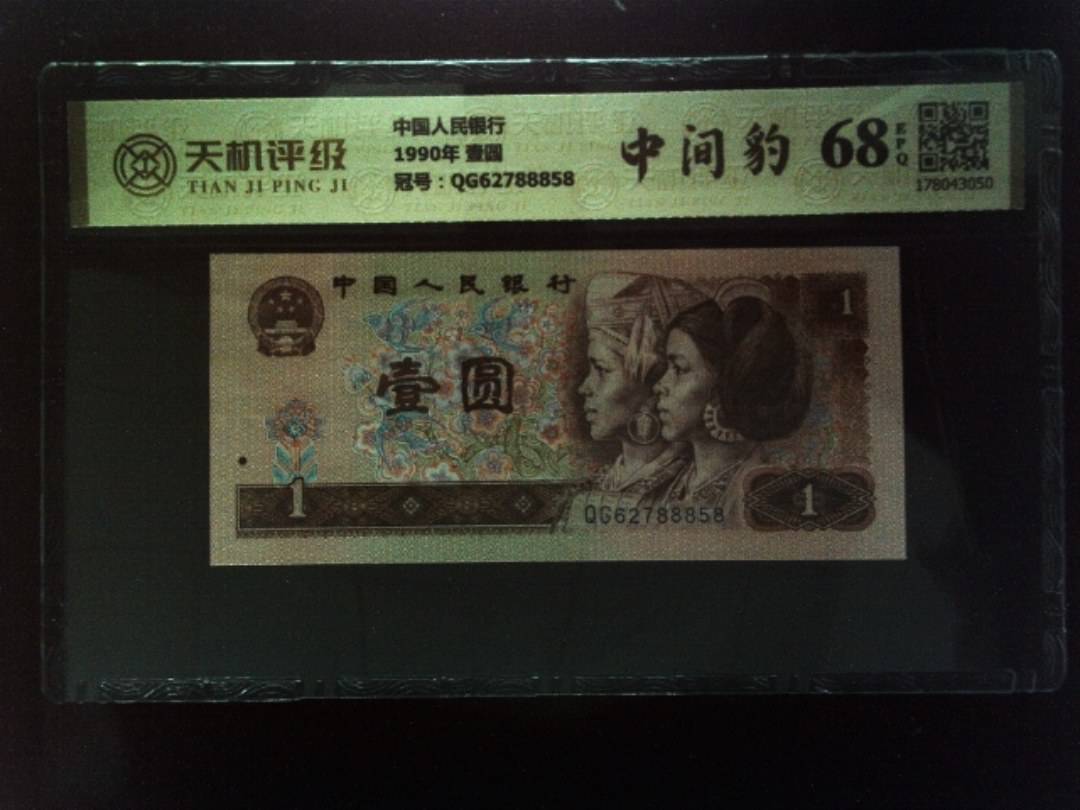 天机评级
TIAN JI PING JI
中国人民银行
1990年 壹圆
冠号：QG62788858
中间豹
68
EPQ
178043050
中国人民银行
1
壹圆
1
QG62788858
1